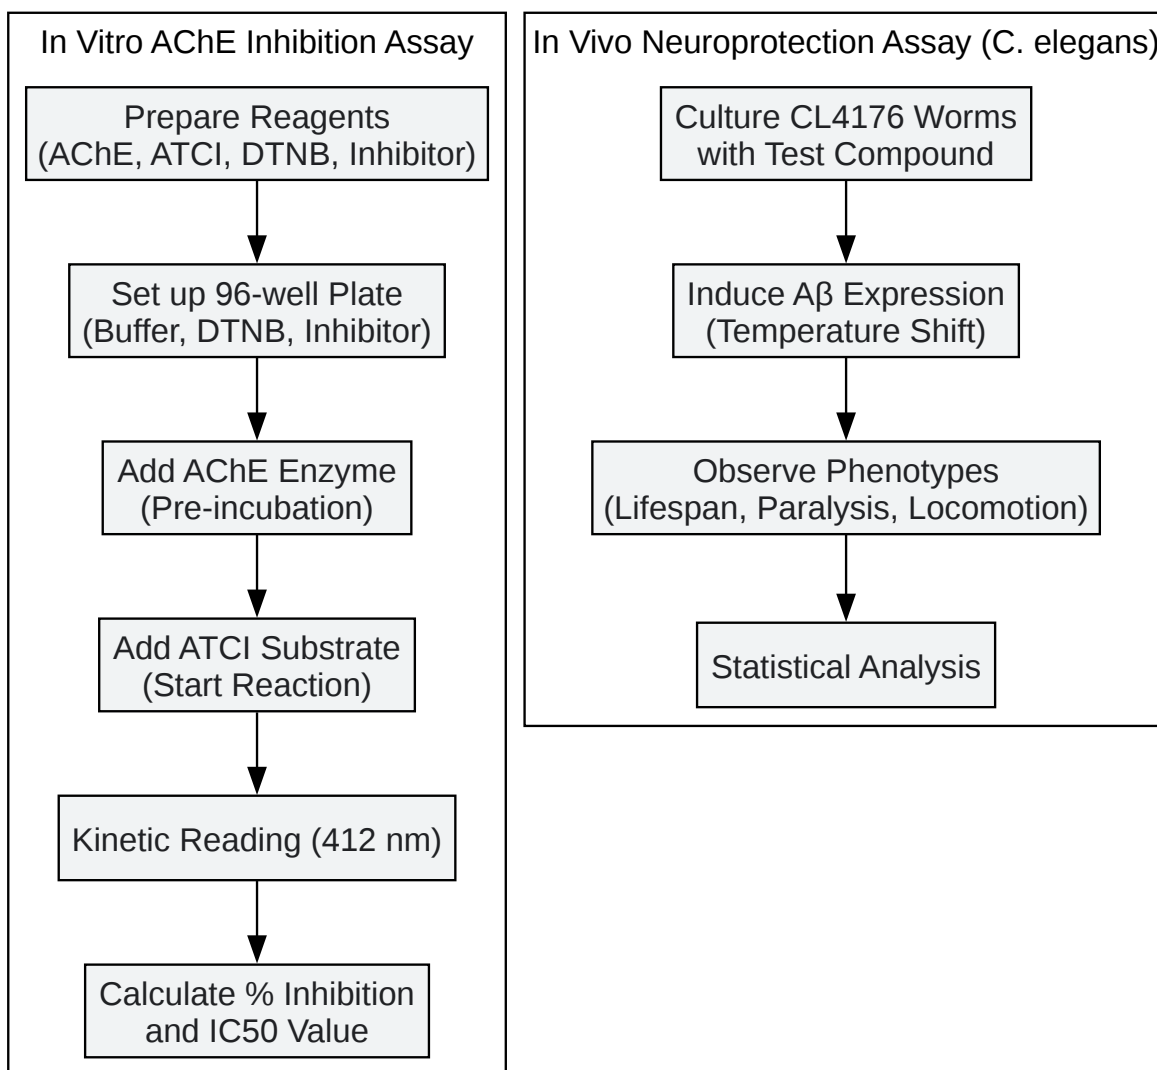 In Vitro AChE Inhibition Assay
Prepare Reagents
(AChE, ATCI, DTNB, Inhibitor)
Set up 96-well Plate
(Buffer, DTNB, Inhibitor)
Add AChE Enzyme
(Pre-incubation)
Add ATCI Substrate
(Start Reaction)
Kinetic Reading (412 nm)
Calculate % Inhibition
and IC50 Value
In Vivo Neuroprotection Assay (C. elegans)
Culture CL4176 Worms
with Test Compound
Induce Aβ Expression
(Temperature Shift)
Observe Phenotypes
(Lifespan, Paralysis, Locomotion)
Statistical Analysis